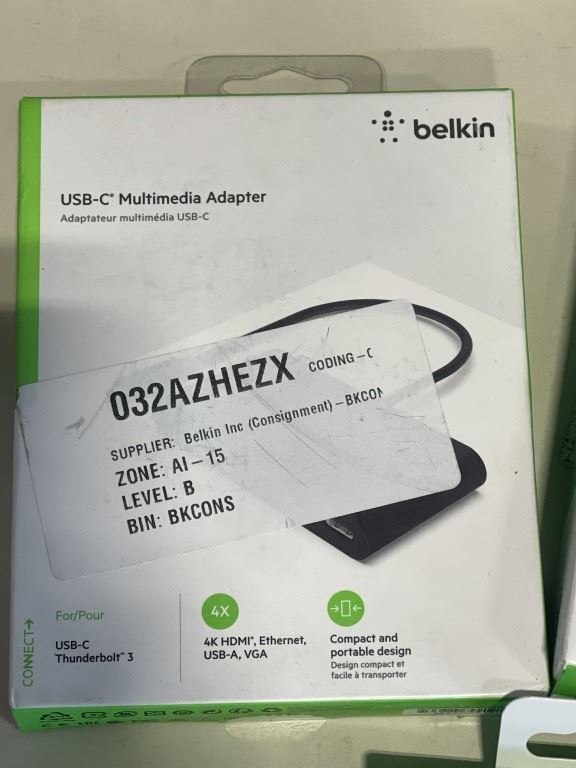 belkin
USB-C® Multimedia Adapter
Adaptateur multimédia USB-C
032AZHEZX CODING-C
SUPPLIER: Belkin Inc (Consignment) - BKCON
ZONE: AI - 15
LEVEL: B
BIN: BKCONS
CONNECT→
For/Pour
USB-C
Thunderbolt™ 3
4X
4K HDMI®, Ethernet,
USB-A, VGA
Compact and
portable design
Design compact et
facile à transporter